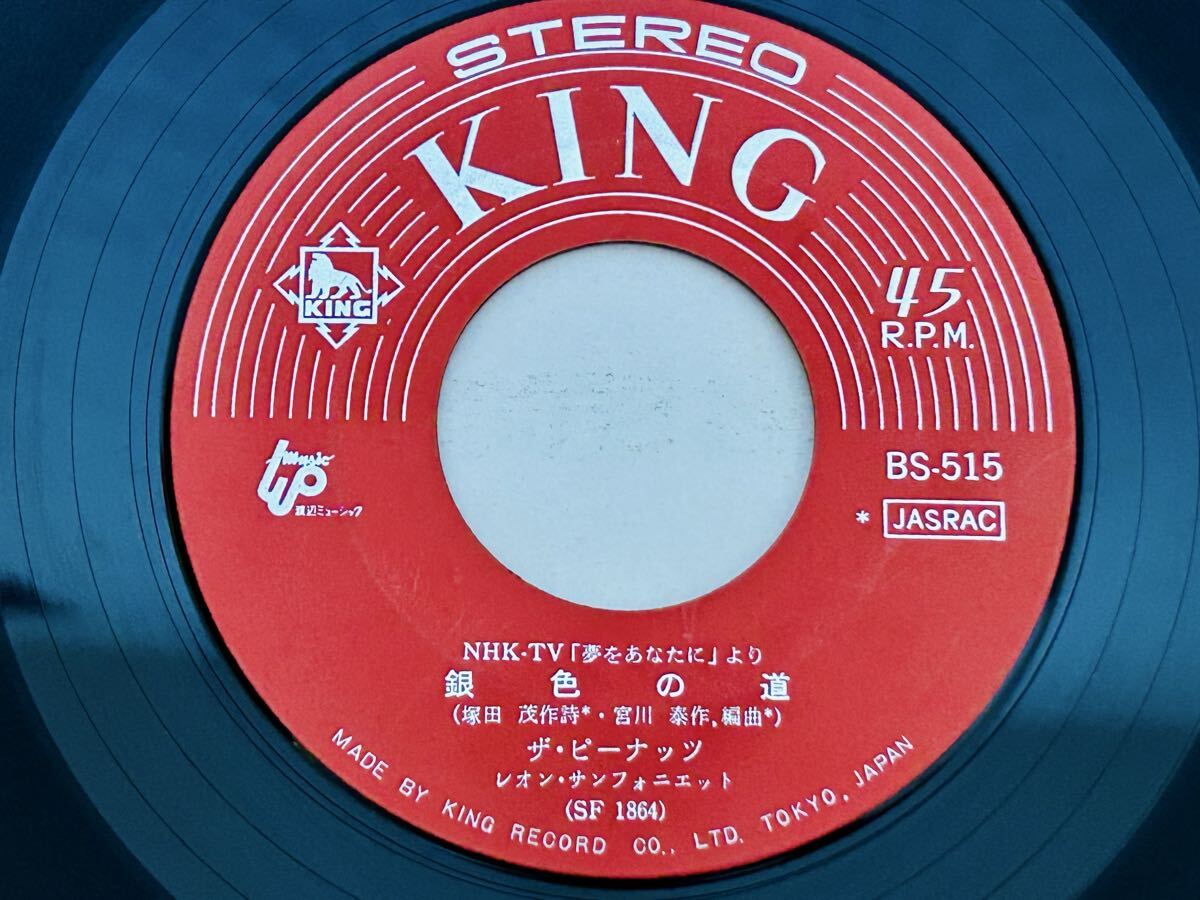 STEREO
KING
KING
45
R.P.M.
music
渡辺ミューシック
BS-515
* JASRAC
NHK-TV「夢をあなたに」より
銀色の道
(塚田 茂作詩*・宮川 泰作,編曲*)
ザ・ピーナッツ
レオン・サンフォニエット
(SF 1864)
MADE BY KING RECORD CO., LTD. TOKYO, JAPAN